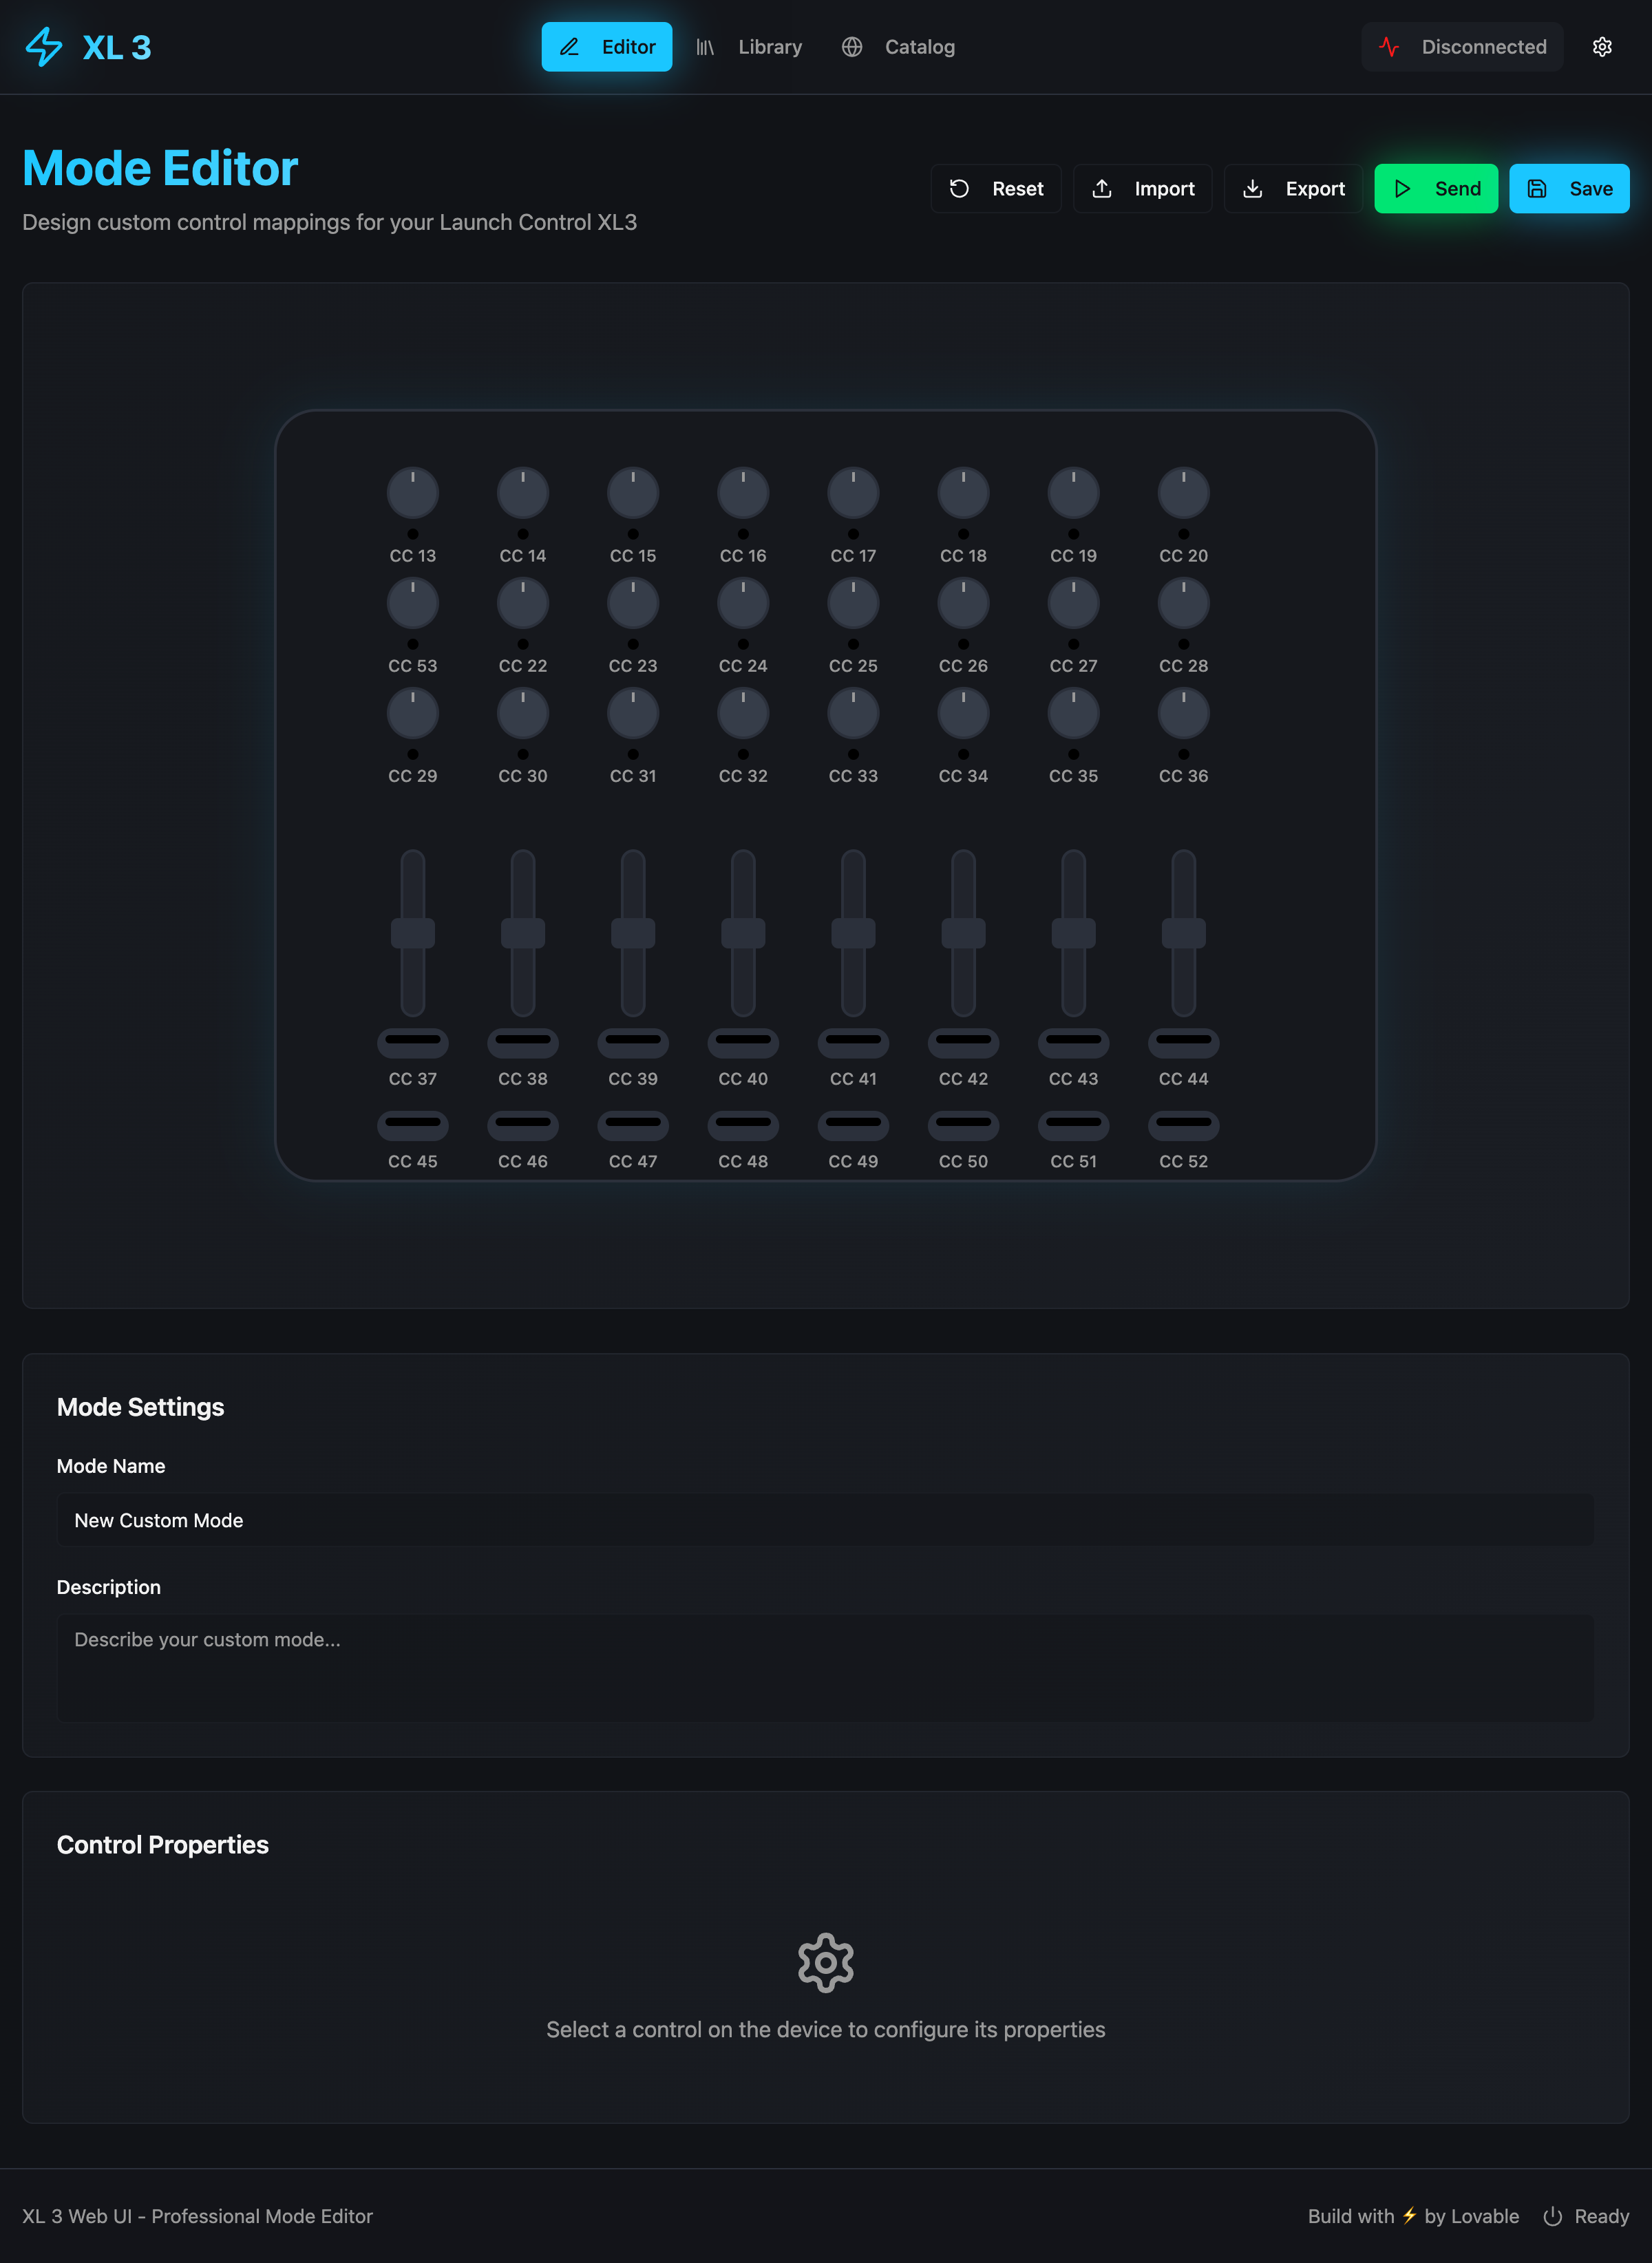 XL 3
Editor
Library
Catalog
Disconnected
Mode Editor
Design custom control mappings for your Launch Control XL3
Reset
Import
Export
Send
Save
CC 13 CC 14 CC 15 CC 16 CC 17 CC 18 CC 19 CC 20
CC 53 CC 22 CC 23 CC 24 CC 25 CC 26 CC 27 CC 28
CC 29 CC 30 CC 31 CC 32 CC 33 CC 34 CC 35 CC 36
CC 37 CC 38 CC 39 CC 40 CC 41 CC 42 CC 43 CC 44
CC 45 CC 46 CC 47 CC 48 CC 49 CC 50 CC 51 CC 52
Mode Settings
Mode Name
New Custom Mode
Description
Describe your custom mode...
Control Properties
Select a control on the device to configure its properties
XL 3 Web UI - Professional Mode Editor
Build with ⚡ by Lovable
Ready